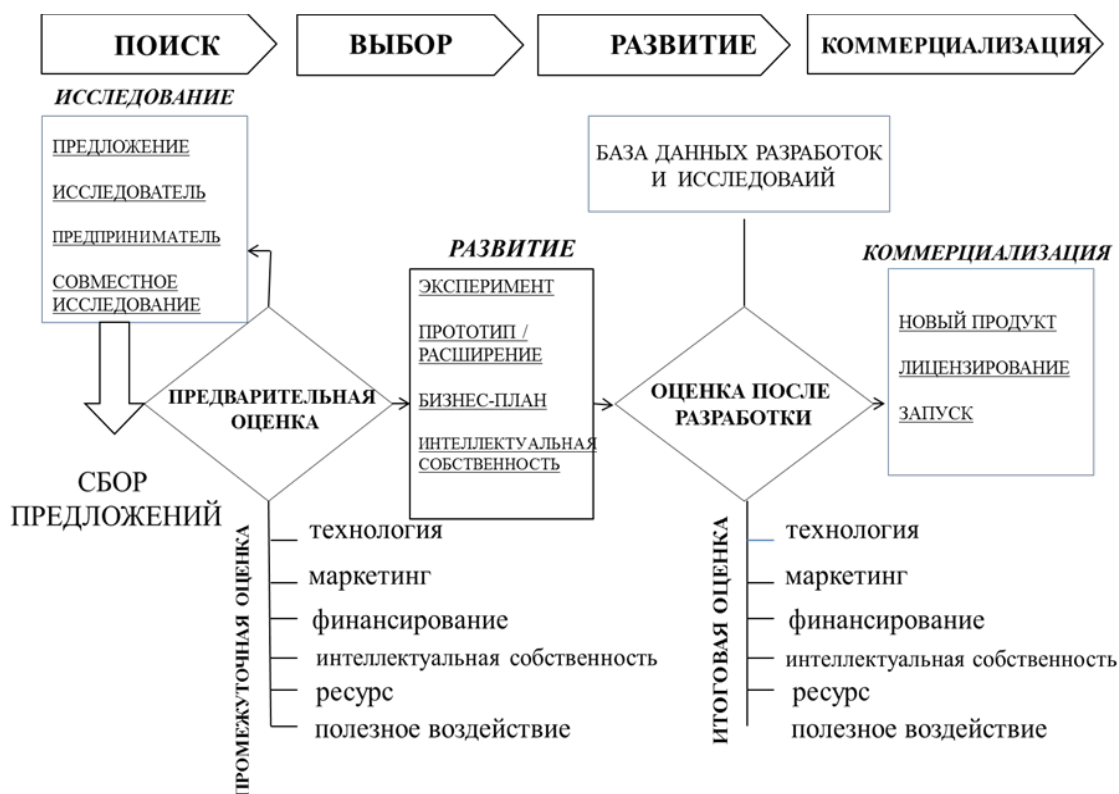 ПОИСК
ВЫБОР
РАЗВИТИЕ
КОММЕРЦИАЛИЗАЦИЯ
ИССЛЕДОВАНИЕ
ПРЕДЛОЖЕНИЕ
ИССЛЕДОВАТЕЛЬ
ПРЕДПРИНИМАТЕЛЬ
СОВМЕСТНОЕ
ИССЛЕДОВАНИЕ
СБОР
ПРЕДЛОЖЕНИЙ
ПРЕДВАРИТЕЛЬНАЯ
ОЦЕНКА
ПРОМЕЖУТОЧНАЯ ОЦЕНКА
технология
маркетинг
финансирование
интеллектуальная собственность
ресурс
полезное воздействие
РАЗВИТИЕ
ЭКСПЕРИМЕНТ
ПРОТОТИП /
РАСШИРЕНИЕ
БИЗНЕС-ПЛАН
ИНТЕЛЛЕКТУАЛЬНАЯ
СОБСТВЕННОСТЬ
БАЗА ДАННЫХ РАЗРАБОТОК
И ИССЛЕДОВАИЙ
ОЦЕНКА ПОСЛЕ
РАЗРАБОТКИ
ИТОГОВАЯ ОЦЕНКА
технология
маркетинг
финансирование
интеллектуальная собственность
ресурс
полезное воздействие
КОММЕРЦИАЛИЗАЦИЯ
НОВЫЙ ПРОДУКТ
ЛИЦЕНЗИРОВАНИЕ
ЗАПУСК